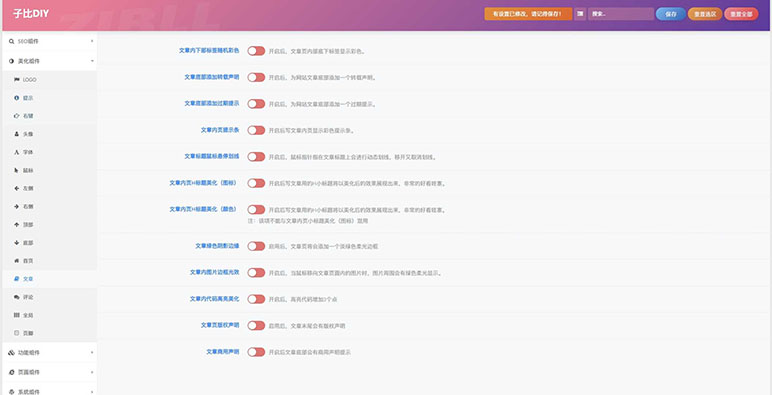 子比DIY
ZIBLL
有设置已修改，请记得保存！
搜索..
保存
重置选区
重置全部
SEO组件
美化组件
LOGO
提示
右键
头像
字体
鼠标
左侧
右侧
顶部
底部
首页
文章
评论
全局
页脚
功能组件
页面组件
系统组件
文章内下部标签随机彩色
开启后，文章页内部底下标签显示彩色。
文章底部添加转载声明
开启后，为网站文章底部添加一个转载声明。
文章底部添加过期提示
开启后，为网站文章底部添加一个过期提示。
文章内页提示条
开启后写文章内页显示彩色提示条。
文章标题鼠标悬停划线
开启后，鼠标指针指在文章标题上会进行动态划线，移开又取消划线。
文章内页H标题美化（图标）
开启后写文章用的H小标题将以美化后的效果展现出来，非常的好看炫意。
文章内页H标题美化（颜色）
开启后写文章用的H小标题将以美化后的效果展现出来，非常的好看炫意。
注：该项不能与文章内页小标题美化（图标）混用
文章绿色阴影边缘
启用后，文章页将会添加一个淡绿色柔光边框
文章内图片边框光效
开启后，当鼠标移向文章页面内的图片时，图片周围会有绿色柔光显示。
文章内代码高亮美化
开启后，高亮代码增加3个点
文章页版权声明
启用后，文章末尾会有版权声明
文章商用声明
开启后文章底部会有商用声明提示